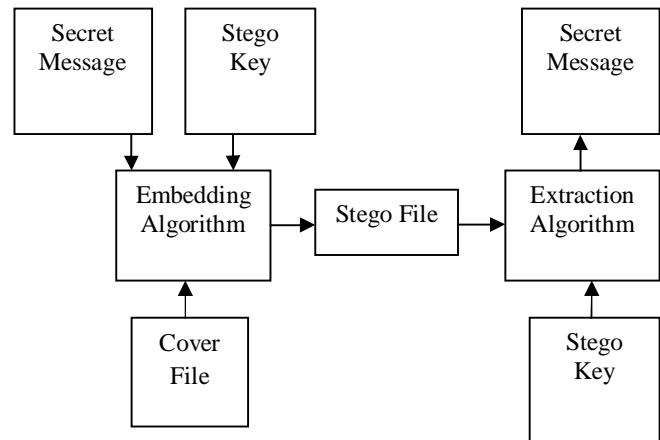 Secret
Message
Stego
Key
Secret
Message
Embedding
Algorithm
Stego File
Extraction
Algorithm
Cover
File
Stego
Key